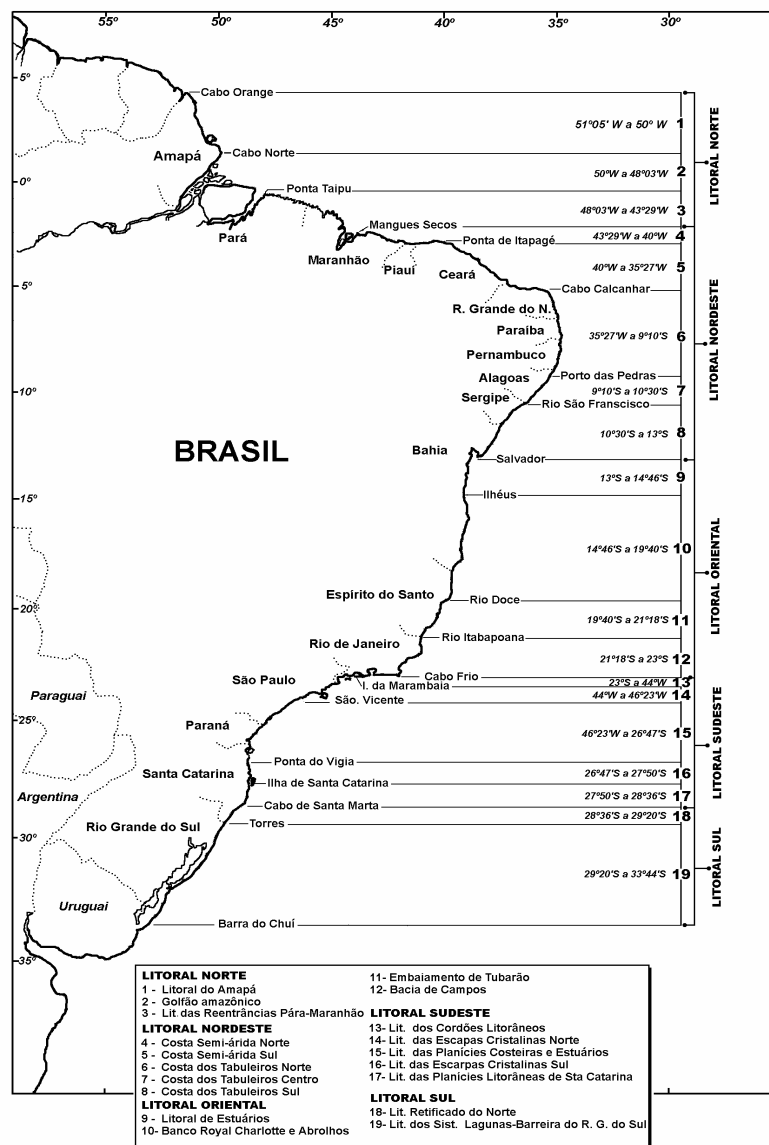 55º 50º 45º 40º 35º 30º
5º
Cabo Orange
51º05' W a 50º W 1
LITORAL NORTE
Amapá
Cabo Norte
0º
50ºW a 48º03'W 2
Ponta Taipu
48º03'W a 43º29'W 3
Pará
Mangues Secos
43º29'W a 40ºW 4
Maranhão
Ponta de Itapagé
Piauí
Ceará
40ºW a 35º27'W 5
5º
Cabo Calcanhar
LITORAL NORDESTE
R. Grande do N.
Paraíba
35º27'W a 9º10'S 6
Pernambuco
Alagoas
Porto das Pedras
9º10'S a 10º30'S 7
10º
Sergipe
Rio São Franscisco
10º30'S a 13ºS 8
BRASIL
Bahia
Salvador
13ºS a 14º46'S 9
15º
Ilhéus
LITORAL ORIENTAL
14º46'S a 19º40'S 10
Espírito do Santo
Rio Doce
20º
19º40'S a 21º18'S 11
Rio de Janeiro
Rio Itabapoana
21º18'S a 23ºS 12
São Paulo
Cabo Frio
I. da Marambaia
23ºS a 44ºW 13
44ºW a 46º23'W 14
Paraguai
São. Vicente
LITORAL SUDESTE
25º
Paraná
46º23'W a 26º47'S 15
Ponta do Vigia
Santa Catarina
26º47'S a 27º50'S 16
Ilha de Santa Catarina
Argentina
27º50'S a 28º36'S 17
Cabo de Santa Marta
28º36'S a 29º20'S 18
Rio Grande do Sul
Torres
30º
LITORAL SUL
29º20'S a 33º44'S 19
Uruguai
Barra do Chuí
35º
LITORAL NORTE
1 - Litoral do Amapá
2 - Golfão amazônico
3 - Lit. das Reentrâncias Pára-Maranhão
LITORAL NORDESTE
4 - Costa Semi-árida Norte
5 - Costa Semi-árida Sul
6 - Costa dos Tabuleiros Norte
7 - Costa dos Tabuleiros Centro
8 - Costa dos Tabuleiros Sul
LITORAL ORIENTAL
9 - Litoral de Estuários
10- Banco Royal Charlotte e Abrolhos
11- Embaiamento de Tubarão
12- Bacia de Campos
LITORAL SUDESTE
13- Lit. dos Cordões Litorâneos
14- Lit. das Escapas Cristalinas Norte
15- Lit. das Planícies Costeiras e Estuários
16- Lit. das Escarpas Cristalinas Sul
17- Lit. das Planícies Litorâneas de Sta Catarina
LITORAL SUL
18- Lit. Retificado do Norte
19- Lit. dos Sist. Lagunas-Barreira do R. G. do Sul